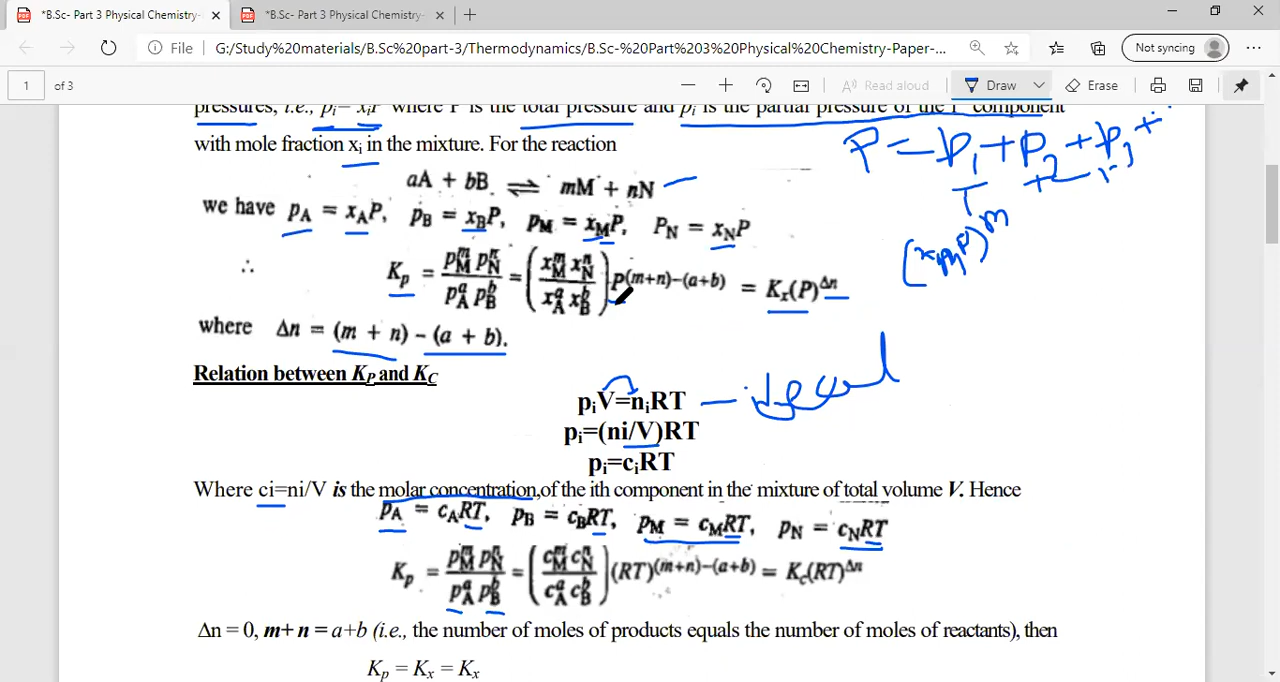 *B.Sc- Part 3 Physical Chemistry-
*B.Sc- Part 3 Physical Chemistry-
File G:/Study%20materials/B.Sc%20part-3/Thermodynamics/B.Sc-%20Part%203%20Physical%20Chemistry-Paper-... Not syncing
1 of 3 Read aloud Draw Erase
pressures, i.e., pᵢ= xᵢP where P is the total pressure and pᵢ is the partial pressure of the component
with mole fraction xᵢ in the mixture. For the reaction
P = p₁ + p₂ + p₃ +
aA + bB ⇌ mM + nN
we have p_A = x_AP, p_B = x_BP, p_M = x_MP, P_N = x_NP
(x_M P)^m
∴ K_p = p_M^m p_N^n / p_A^a p_B^b = (x_M^m x_N^n / x_A^a x_B^b) P^(m+n)−(a+b) = K_x(P)^Δn
where Δn = (m + n) − (a + b).
Relation between K_P and K_C
pᵢV=nᵢRT
pᵢ=(ni/V)RT
pᵢ=cᵢRT
Where ci=ni/V is the molar concentration,of the ith component in the mixture of total volume V. Hence
p_A = c_ART, p_B = c_BRT, p_M = c_MRT, p_N = c_NRT
K_p = p_M^m p_N^n / p_A^a p_B^b = (c_M^m c_N^n / c_A^a c_B^b) (RT)^(m+n)−(a+b) = K_c(RT)^Δn
Δn = 0, m+ n = a+b (i.e., the number of moles of products equals the number of moles of reactants), then
K_p = K_x = K_x